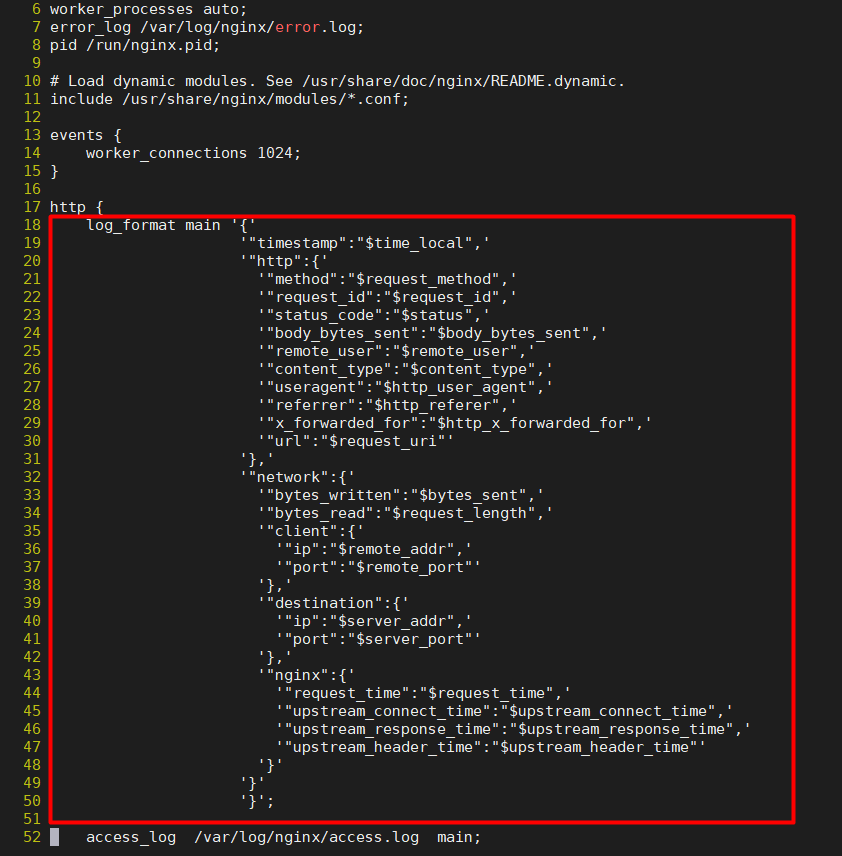 6 worker_processes auto;
7 error_log /var/log/nginx/error.log;
8 pid /run/nginx.pid;
9
10 # Load dynamic modules. See /usr/share/doc/nginx/README.dynamic.
11 include /usr/share/nginx/modules/*.conf;
12
13 events {
14     worker_connections 1024;
15 }
16
17 http {
18     log_format main '{'
19                      '"timestamp":"$time_local",'
20                      '"http":{'
21                        '"method":"$request_method",'
22                        '"request_id":"$request_id",'
23                        '"status_code":"$status",'
24                        '"body_bytes_sent":"$body_bytes_sent",'
25                        '"remote_user":"$remote_user",'
26                        '"content_type":"$content_type",'
27                        '"useragent":"$http_user_agent",'
28                        '"referrer":"$http_referer",'
29                        '"x_forwarded_for":"$http_x_forwarded_for",'
30                        '"url":"$request_uri"'
31                      '},'
32                      '"network":{'
33                        '"bytes_written":"$bytes_sent",'
34                        '"bytes_read":"$request_length",'
35                        '"client":{'
36                          '"ip":"$remote_addr",'
37                          '"port":"$remote_port"'
38                        '},'
39                        '"destination":{'
40                          '"ip":"$server_addr",'
41                          '"port":"$server_port"'
42                        '},'
43                        '"nginx":{'
44                          '"request_time":"$request_time",'
45                          '"upstream_connect_time":"$upstream_connect_time",'
46                          '"upstream_response_time":"$upstream_response_time",'
47                          '"upstream_header_time":"$upstream_header_time"'
48                        '}'
49                      '}'
50                      '}';
51
52     access_log  /var/log/nginx/access.log  main;